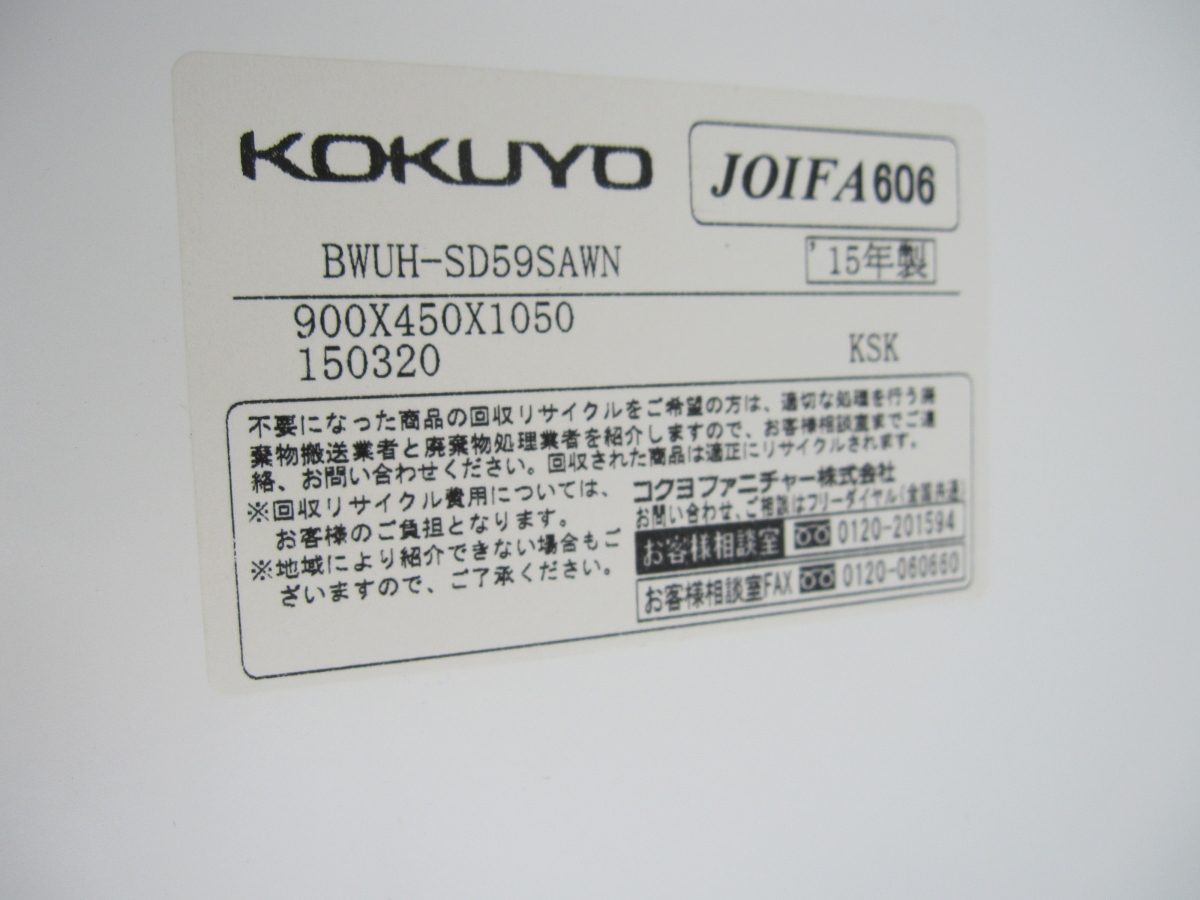 KOKUYO
JOIFA606
BWUH-SD59SAWN
'15年製
900X450X1050
150320
KSK
不要になった商品の回収リサイクルをご希望の方は、適切な処理を行う廃
棄物搬送業者と廃棄物処理業者を紹介しますので、お客様相談室までご連
絡、お問い合わせください。回収された商品は適正にリサイクルされます。
※回収リサイクル費用については、
お客様のご負担となります。
※地域により紹介できない場合もご
ざいますので、ご了承ください。
コクヨファニチャー株式会社
お問い合わせ、ご相談はフリーダイヤル(全国共通)
お客様相談室 0120-201594
お客様相談室FAX 0120-060660